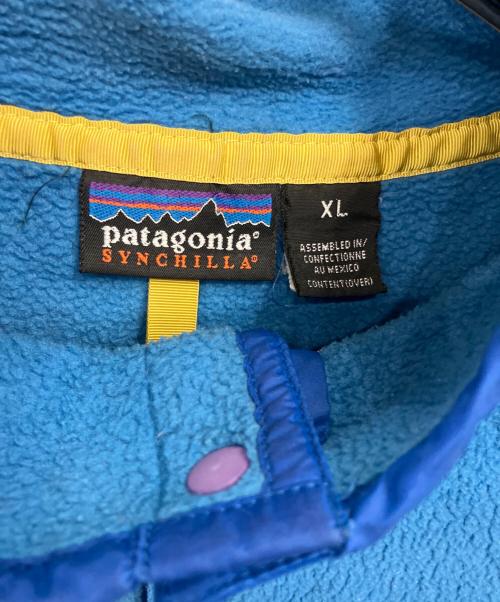 patagonia®
SYNCHILLA®
XL
ASSEMBLED IN/
CONFECTIONNE
AU MEXICO
CONTENT(OVER)